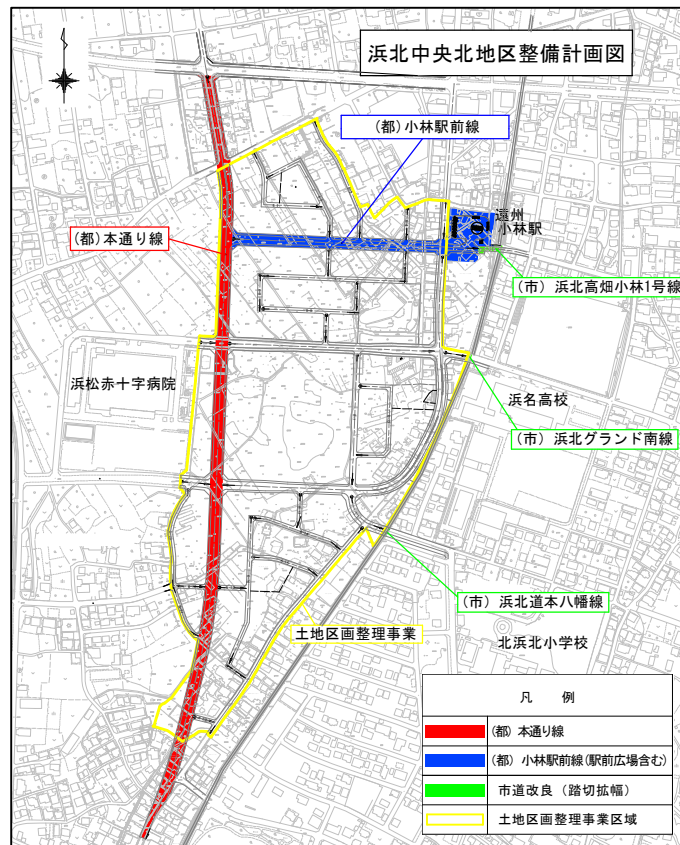 浜北中央北地区整備計画図
(都)小林駅前線
遠州
小林駅
(都)本通り線
(市) 浜北高畑小林1号線
浜松赤十字病院
浜名高校
(市) 浜北グランド南線
(市) 浜北道本八幡線
土地区画整理事業
北浜北小学校
凡 例
(都) 本通り線
(都) 小林駅前線(駅前広場含む)
市道改良 (踏切拡幅)
土地区画整理事業区域